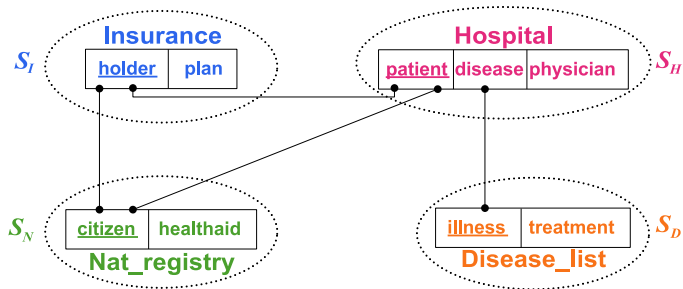 Insurance
S_I holder plan
Hospital
patient disease physician S_H
S_N citizen healthaid
Nat_registry
illness treatment S_D
Disease_list